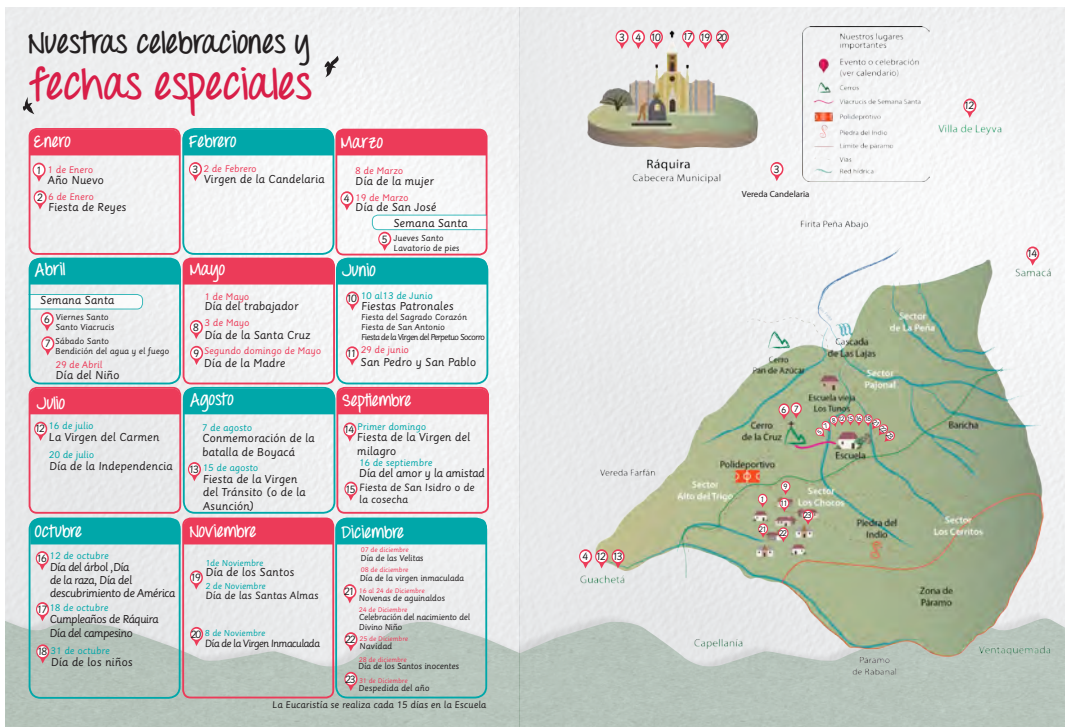 Nuestras celebraciones y
fechas especiales
Enero
1 1 de Enero
Año Nuevo
2 6 de Enero
Fiesta de Reyes
Febrero
3 2 de Febrero
Virgen de la Candelaria
Marzo
8 de Marzo
Día de la mujer
4 19 de Marzo
Día de San José
Semana Santa
5 Jueves Santo
Lavatorio de pies
Abril
Semana Santa
6 Viernes Santo
Santo Viacrucis
7 Sábado Santo
Bendición del agua y el fuego
29 de Abril
Día del Niño
Mayo
1 de Mayo
Día del trabajador
8 3 de Mayo
Día de la Santa Cruz
9 Segundo domingo de Mayo
Día de la Madre
Junio
10 10 al 13 de Junio
Fiestas Patronales
Fiesta del Sagrado Corazón
Fiesta de San Antonio
Fiesta de la Virgen del Perpetuo Socorro
11 29 de junio
San Pedro y San Pablo
Julio
12 16 de julio
La Virgen del Carmen
20 de julio
Día de la Independencia
Agosto
7 de agosto
Conmemoración de la
batalla de Boyacá
13 15 de agosto
Fiesta de la Virgen
del Tránsito (o de la
Asunción)
Septiembre
14 Primer domingo
Fiesta de la Virgen del
milagro
16 de septiembre
Día del amor y la amistad
15 Fiesta de San Isidro o de
la cosecha
Octubre
16 12 de octubre
Día del árbol ,Día
de la raza, Día del
descubrimiento de América
17 18 de octubre
Cumpleaños de Ráquira
Día del campesino
18 31 de octubre
Día de los niños
Noviembre
1de Noviembre
19 Día de los Santos
2 de Noviembre
Día de las Santas Almas
20 8 de Noviembre
Día de la Virgen Inmaculada
Diciembre
07 de diciembre
Día de las Velitas
08 de diciembre
Día de la virgen inmaculada
21 16 al 24 de Diciembre
Novenas de aguinaldos
24 de Diciembre
Celebración del nacimiento del
Divino Niño
22 25 de Diciembre
Navidad
28 de diciembre
Día de los Santos inocentes
23 31 de Diciembre
Despedida del año
La Eucaristía se realiza cada 15 días en la Escuela
3 4 10 17 19 20
Ráquira
Cabecera Municipal
Nuestros lugares
importantes
Evento o celebración
(ver calendario)
Cerros
Viacrucis de Semana Santa
Polideportivo
Piedra del Indio
Límite de páramo
Vías
Red hídrica
12
Villa de Leyva
3
Vereda Candelaria
Firita Peña Abajo
14
Samacá
Sector
de La Peña
Cascada
de Las Lajas
Cerro
Pan de Azúcar
Sector
Pajonal
Escuela vieja
Los Tunos
6 7
Cerro
de la Cruz
Escuela
Baricha
Vereda Farfán
Polideportivo
Sector
Alto del Trigo
9
Sector
Los Chocos
1
11
23
21
22
Piedra del
Indio
Sector
Los Cerritos
4 12 13
Guachetá
Zona de
Páramo
Capellania
Paramo
de Rabanal
Ventaquemada